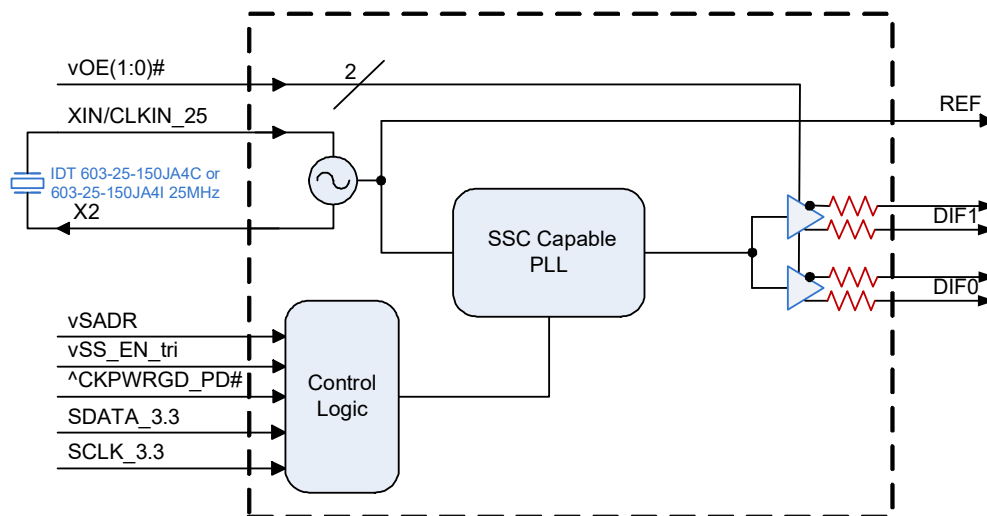 vOE(1:0)#
2
XIN/CLKIN_25
REF
IDT 603-25-150JA4C or
603-25-150JA4I 25MHz
X2
SSC Capable
PLL
DIF1
DIF0
vSADR
vSS_EN_tri
^CKPWRGD_PD#
SDATA_3.3
SCLK_3.3
Control
Logic